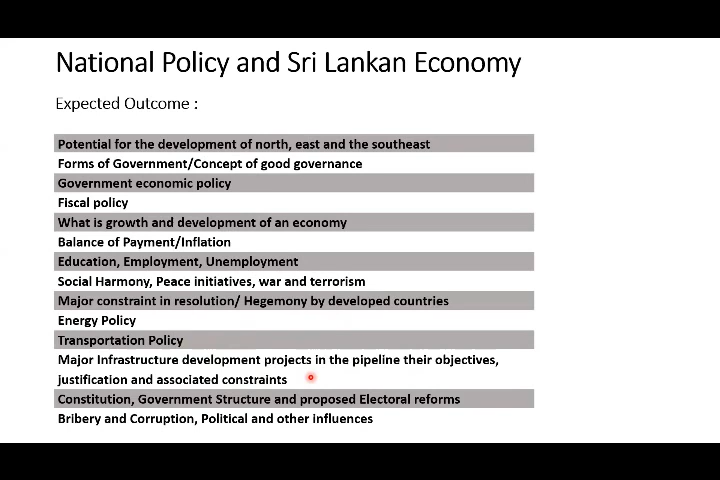 National Policy and Sri Lankan Economy
Expected Outcome :
Potential for the development of north, east and the southeast
Forms of Government/Concept of good governance
Government economic policy
Fiscal policy
What is growth and development of an economy
Balance of Payment/Inflation
Education, Employment, Unemployment
Social Harmony, Peace initiatives, war and terrorism
Major constraint in resolution/ Hegemony by developed countries
Energy Policy
Transportation Policy
Major Infrastructure development projects in the pipeline their objectives,
justification and associated constraints
Constitution, Government Structure and proposed Electoral reforms
Bribery and Corruption, Political and other influences